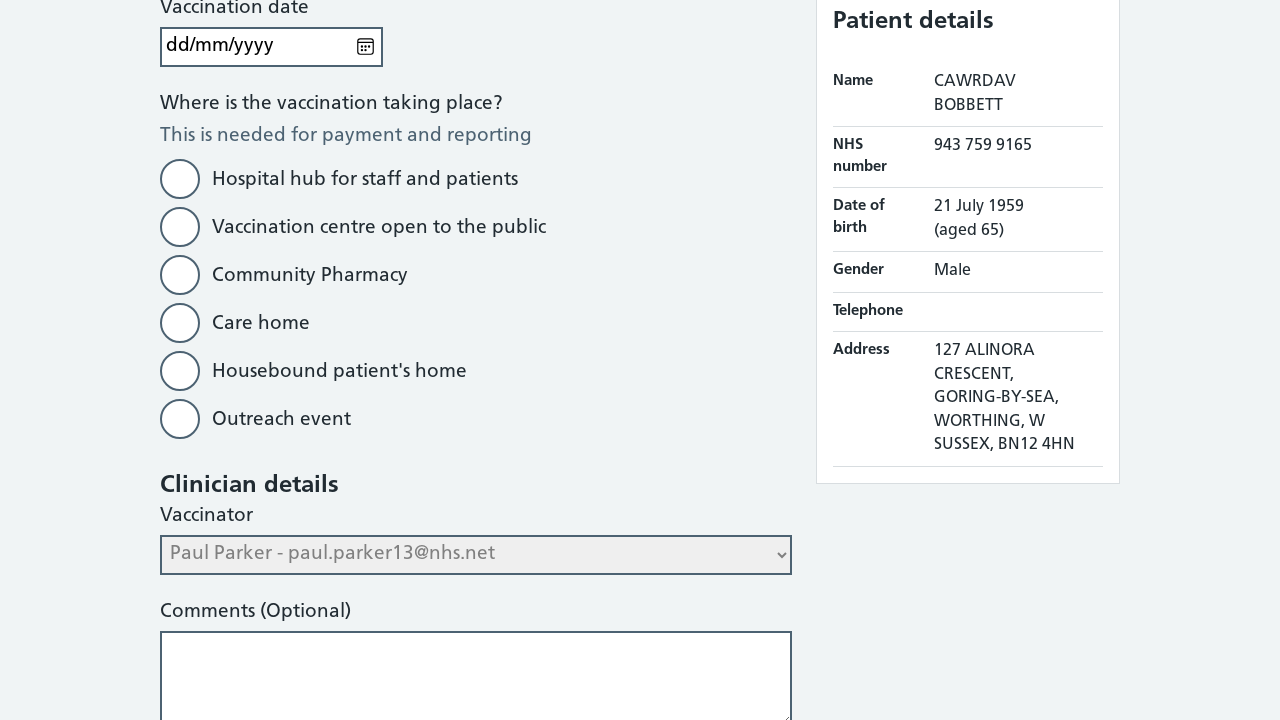 Vaccination date
dd/mm/yyyy
Where is the vaccination taking place?
This is needed for payment and reporting
Hospital hub for staff and patients
Vaccination centre open to the public
Community Pharmacy
Care home
Housebound patient's home
Outreach event
Clinician details
Vaccinator
Paul Parker - paul.parker13@nhs.net
Comments (Optional)
Patient details
Name
CAWRDAV
BOBBETT
NHS
number
943 759 9165
Date of
birth
21 July 1959
(aged 65)
Gender
Male
Telephone
Address
127 ALINORA
CRESCENT,
GORING-BY-SEA,
WORTHING, W
SUSSEX, BN12 4HN